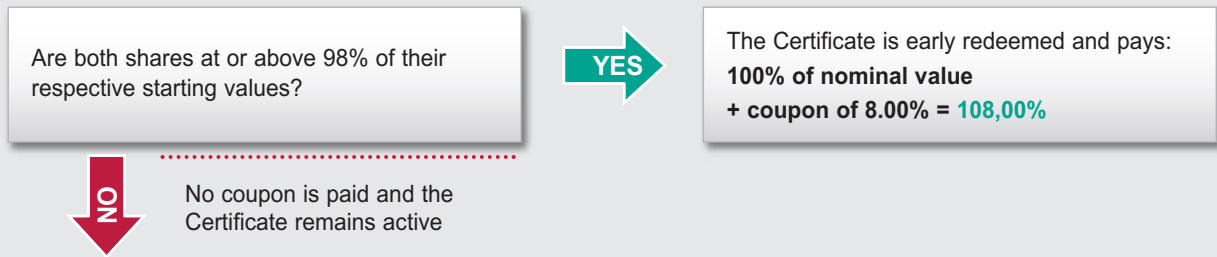 Are both shares at or above 98% of their
respective starting values?
YES
The Certificate is early redeemed and pays:
100% of nominal value
+ coupon of 8.00% = 108,00%
NO
No coupon is paid and the
Certificate remains active